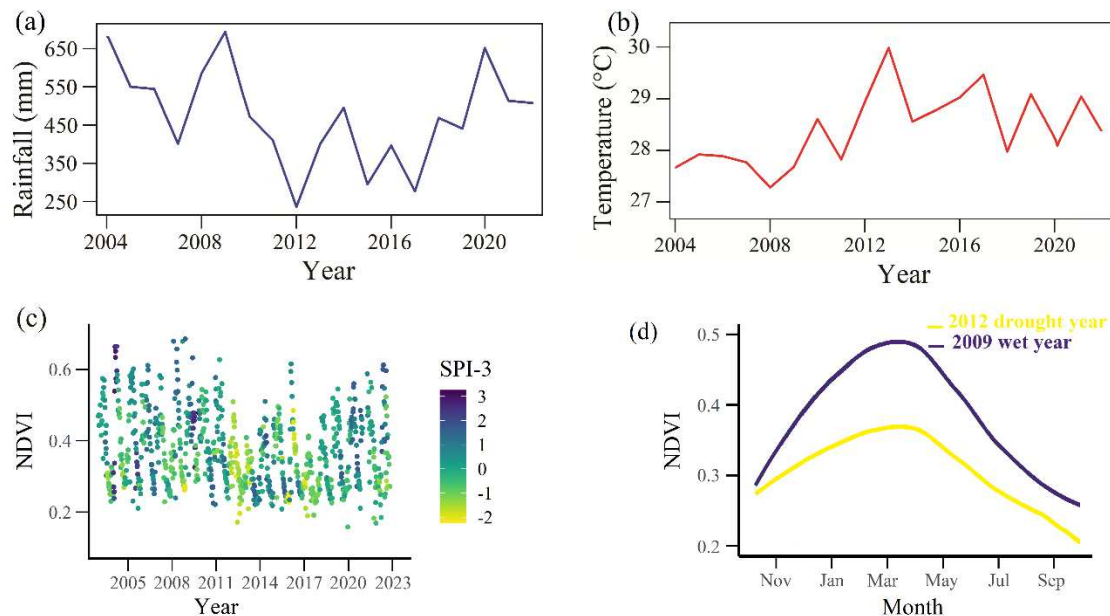 (a)
Rainfall (mm)
650
550
450
350
250
2004
2008
2012
2016
2020
Year
(b)
Temperature (°C)
30
29
28
27
2004
2008
2012
2016
2020
Year
(c)
NDVI
0.6
0.4
0.2
2005
2008
2011
2014
2017
2020
2023
Year
SPI-3
3
2
1
0
-1
-2
(d)
2012 drought year
2009 wet year
NDVI
0.5
0.4
0.3
0.2
Nov
Jan
Mar
May
Jul
Sep
Month